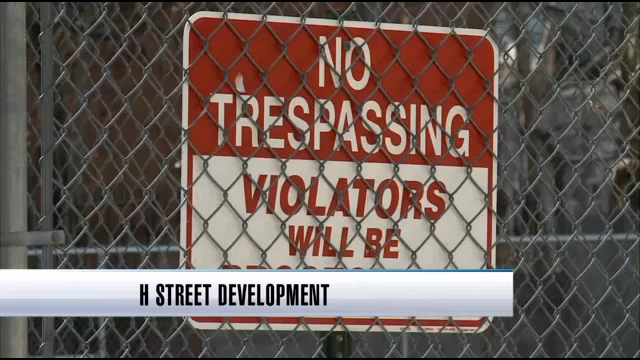 NO
TRESPASSING
VIOLATORS
WILL BE
H STREET DEVELOPMENT